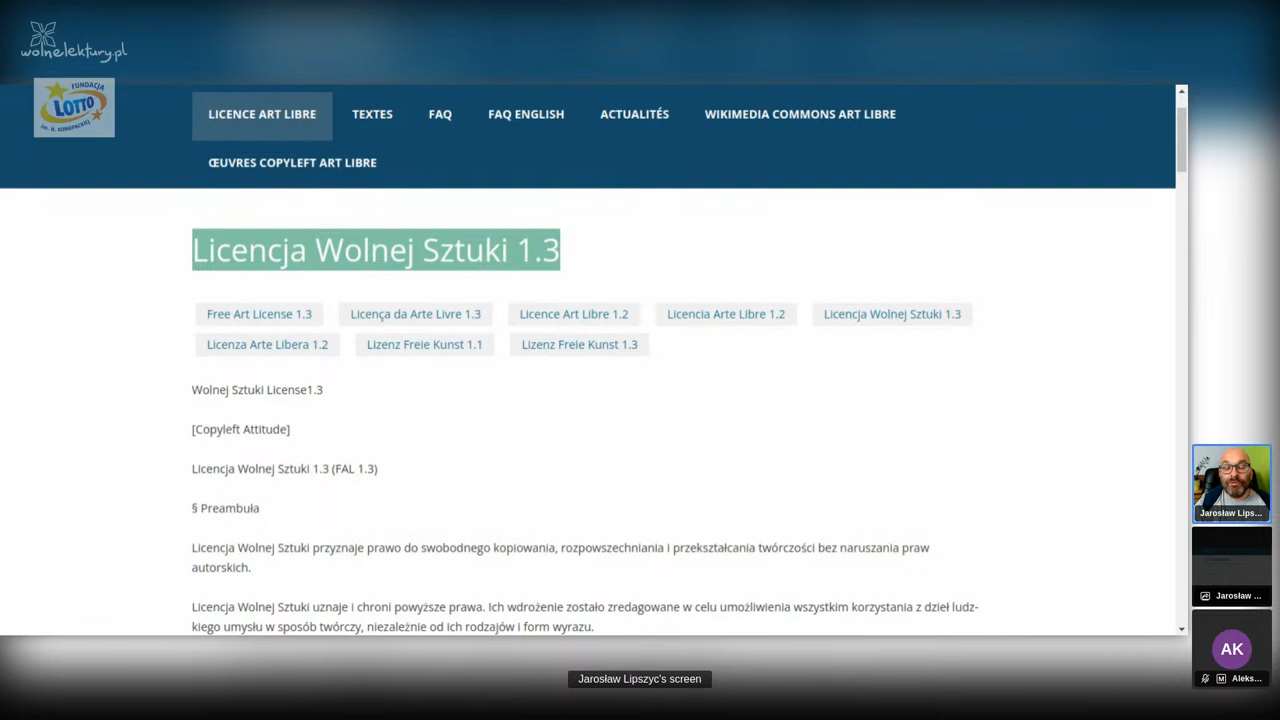 wolnelektury.pl
FUNDACJA
LOTTO
LICENCE ART LIBRE TEXTES FAQ FAQ ENGLISH ACTUALITÉS WIKIMEDIA COMMONS ART LIBRE
ŒUVRES COPYLEFT ART LIBRE
Licencja Wolnej Sztuki 1.3
Free Art License 1.3 Licença da Arte Livre 1.3 Licence Art Libre 1.2 Licencia Arte Libre 1.2 Licencja Wolnej Sztuki 1.3
Licenza Arte Libera 1.2 Lizenz Freie Kunst 1.1 Lizenz Freie Kunst 1.3
Wolnej Sztuki License1.3
[Copyleft Attitude]
Licencja Wolnej Sztuki 1.3 (FAL 1.3)
§ Preambuła
Licencja Wolnej Sztuki przyznaje prawo do swobodnego kopiowania, rozpowszechniania i przekształcania twórczości bez naruszania praw
autorskich.
Licencja Wolnej Sztuki uznaje i chroni powyższe prawa. Ich wdrożenie zostało zredagowane w celu umożliwienia wszystkim korzystania z dzieł ludz-
kiego umysłu w sposób twórczy, niezależnie od ich rodzajów i form wyrazu.
Jarosław Lips...
Jarosław ...
AK
Aleks...
Jarosław Lipszyc's screen